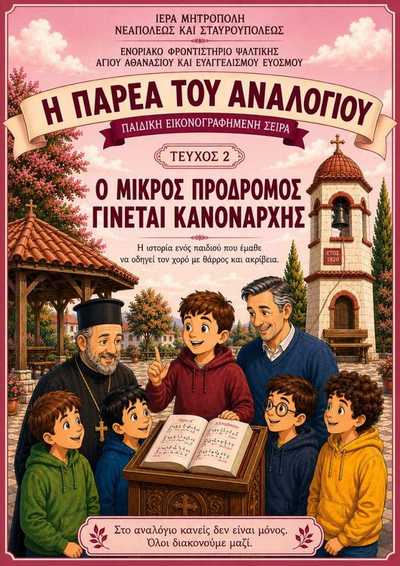 ΙΕΡΑ ΜΗΤΡΟΠΟΛΗ
ΝΕΑΠΟΛΕΩΣ ΚΑΙ ΣΤΑΥΡΟΥΠΟΛΕΩΣ
ΕΝΟΡΙΑΚΟ ΦΡΟΝΤΙΣΤΗΡΙΟ ΨΑΛΤΙΚΗΣ
ΑΓΙΟΥ ΑΘΑΝΑΣΙΟΥ ΚΑΙ ΕΥΑΓΓΕΛΙΣΜΟΥ ΕΥΟΣΜΟΥ
Η ΠΑΡΕΑ ΤΟΥ ΑΝΑΛΟΓΙΟΥ
ΠΑΙΔΙΚΗ ΕΙΚΟΝΟΓΡΑΦΗΜΕΝΗ ΣΕΙΡΑ
ΤΕΥΧΟΣ 2
Ο ΜΙΚΡΟΣ ΠΡΟΔΡΟΜΟΣ
ΓΙΝΕΤΑΙ ΚΑΝΟΝΑΡΧΗΣ
Η ιστορία ενός παιδιού που έμαθε
να οδηγεί τον χορό με θάρρος και ακρίβεια.
ΕΤΟΣ
1920
Στο αναλόγιο κανείς δεν είναι μόνος.
Όλοι διακονούμε μαζί.